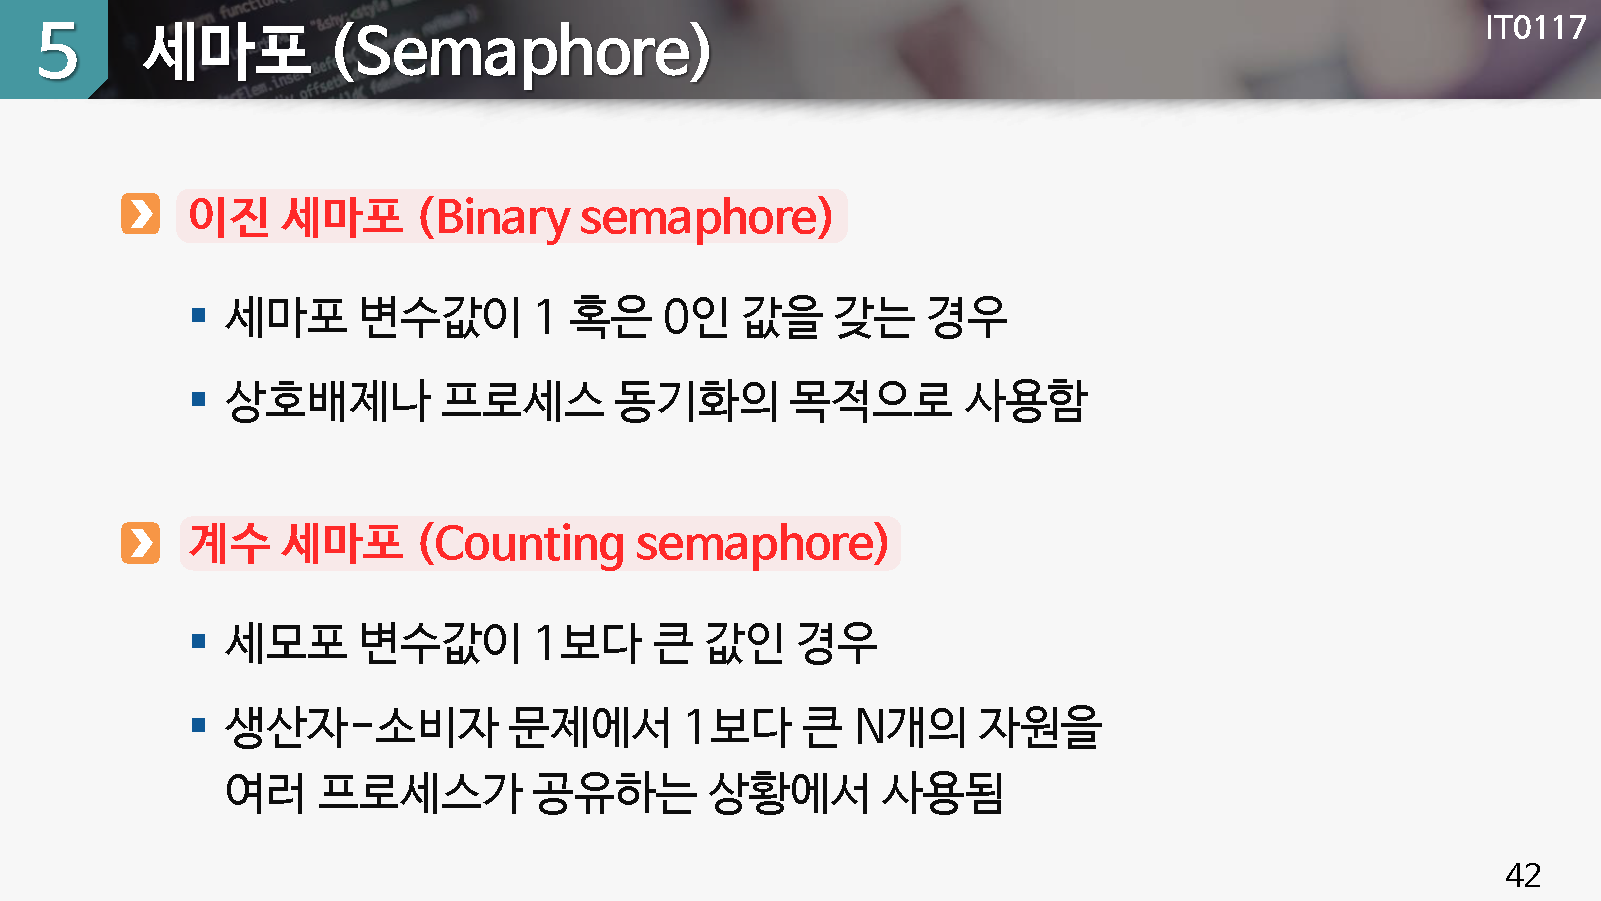 5 세마포 (Semaphore)
IT0117
이진 세마포 (Binary semaphore)
세마포 변수값이 1 혹은 0인 값을 갖는 경우
상호배제나 프로세스 동기화의 목적으로 사용함
계수 세마포 (Counting semaphore)
세모포 변수값이 1보다 큰 값인 경우
생산자-소비자 문제에서 1보다 큰 N개의 자원을
여러 프로세스가 공유하는 상황에서 사용됨
42